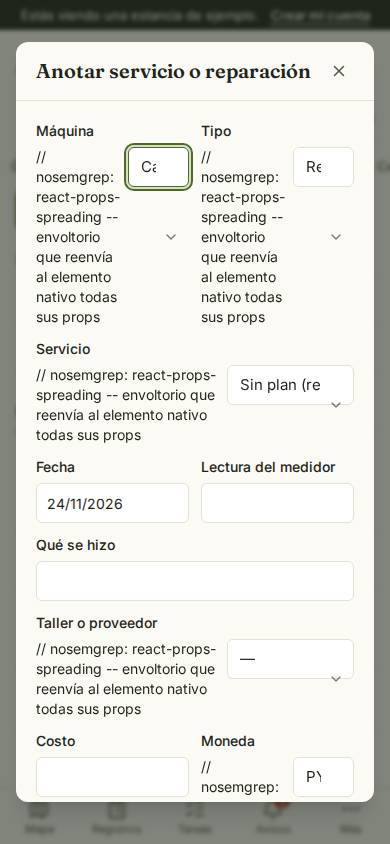 Estás viendo una estancia de ejemplo. Crear mi cuenta
Anotar servicio o reparación
Máquina
Tipo
//
nosemgrep:
react-props-
spreading --
envoltorio
que reenvía
al elemento
nativo todas
sus props
Ca
//
nosemgrep:
react-props-
spreading --
envoltorio
que reenvía
al elemento
nativo todas
sus props
Re
Servicio
// nosemgrep: react-props-
spreading -- envoltorio que
reenvía al elemento nativo
todas sus props
Sin plan (re
Fecha
Lectura del medidor
24/11/2026
Qué se hizo
Taller o proveedor
// nosemgrep: react-props-
spreading -- envoltorio que
reenvía al elemento nativo
todas sus props
—
Costo
Moneda
//
nosemgrep:
PY
Mapa
Registros
Tareas
Avisos
Más